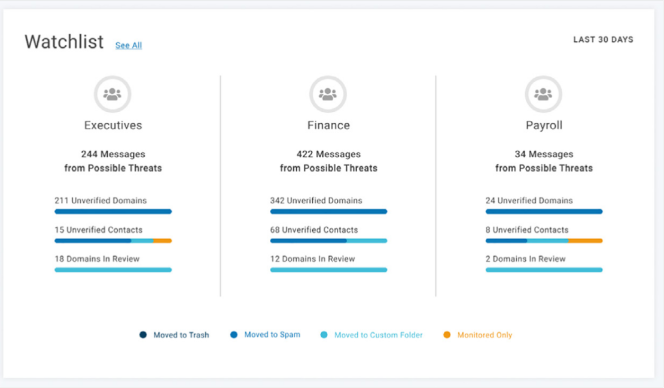 Watchlist See All
LAST 30 DAYS
Executives
244 Messages
from Possible Threats
211 Unverified Domains
15 Unverified Contacts
18 Domains In Review
Finance
422 Messages
from Possible Threats
342 Unverified Domains
68 Unverified Contacts
12 Domains In Review
Payroll
34 Messages
from Possible Threats
24 Unverified Domains
8 Unverified Contacts
2 Domains In Review
Moved to Trash Moved to Spam Moved to Custom Folder Monitored Only